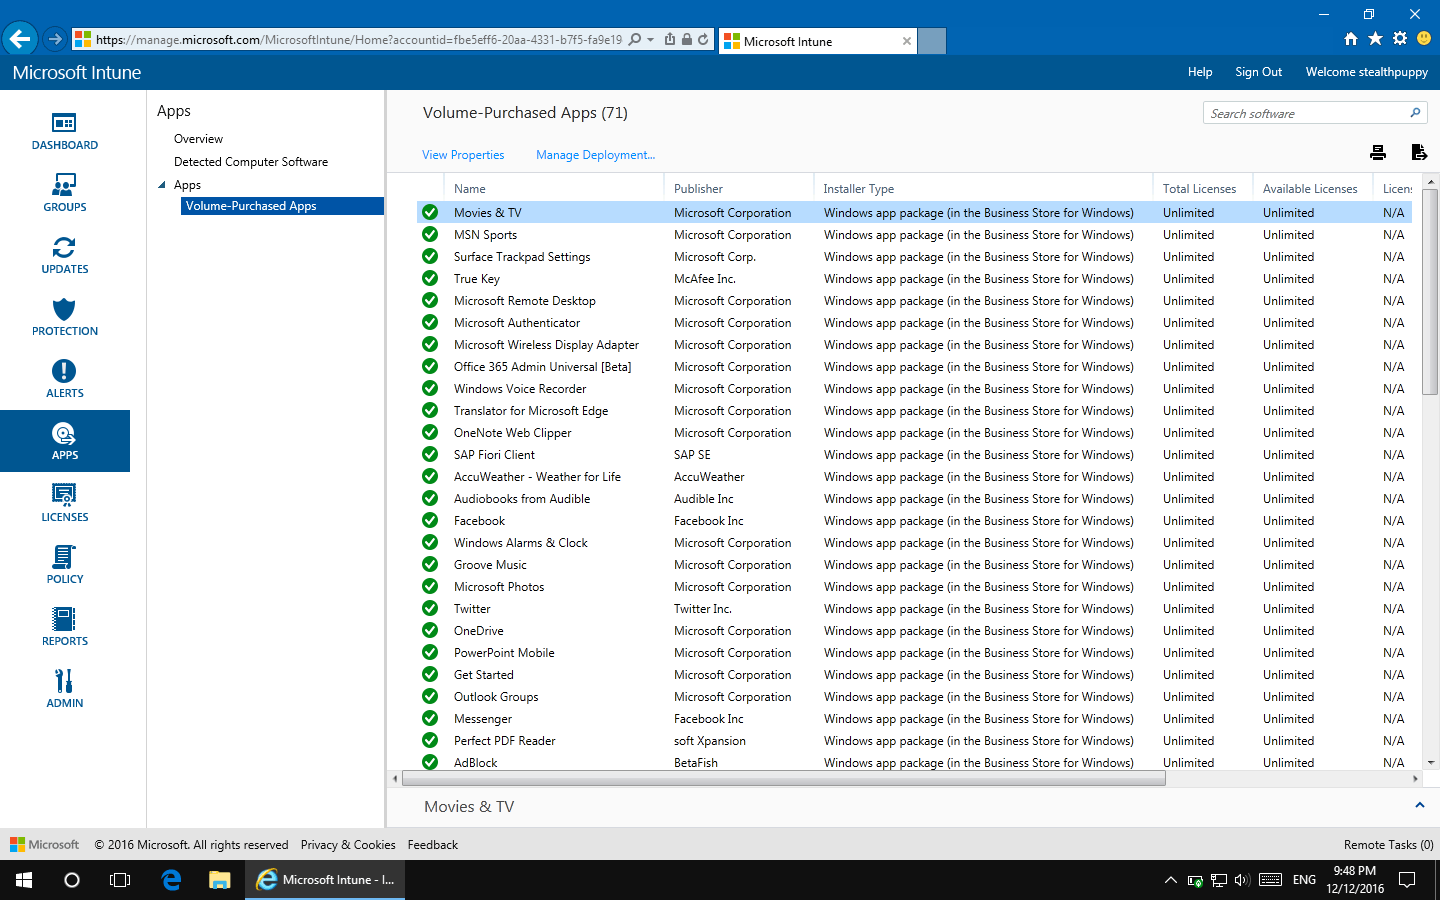 https://manage.microsoft.com/MicrosoftIntune/Home?accountid=fbe5eff6-20aa-4331-b7f5-fa9e19
Microsoft Intune
Microsoft Intune
Help
Sign Out
Welcome stealthpuppy
DASHBOARD
GROUPS
UPDATES
PROTECTION
ALERTS
APPS
LICENSES
POLICY
REPORTS
ADMIN
Apps
Overview
Detected Computer Software
Apps
Volume-Purchased Apps
Volume-Purchased Apps (71)
Search software
View Properties
Manage Deployment...
Name Publisher Installer Type Total Licenses Available Licenses Licens
Movies & TV Microsoft Corporation Windows app package (in the Business Store for Windows) Unlimited Unlimited N/A
MSN Sports Microsoft Corporation Windows app package (in the Business Store for Windows) Unlimited Unlimited N/A
Surface Trackpad Settings Microsoft Corp. Windows app package (in the Business Store for Windows) Unlimited Unlimited N/A
True Key McAfee Inc. Windows app package (in the Business Store for Windows) Unlimited Unlimited N/A
Microsoft Remote Desktop Microsoft Corporation Windows app package (in the Business Store for Windows) Unlimited Unlimited N/A
Microsoft Authenticator Microsoft Corporation Windows app package (in the Business Store for Windows) Unlimited Unlimited N/A
Microsoft Wireless Display Adapter Microsoft Corporation Windows app package (in the Business Store for Windows) Unlimited Unlimited N/A
Office 365 Admin Universal [Beta] Microsoft Corporation Windows app package (in the Business Store for Windows) Unlimited Unlimited N/A
Windows Voice Recorder Microsoft Corporation Windows app package (in the Business Store for Windows) Unlimited Unlimited N/A
Translator for Microsoft Edge Microsoft Corporation Windows app package (in the Business Store for Windows) Unlimited Unlimited N/A
OneNote Web Clipper Microsoft Corporation Windows app package (in the Business Store for Windows) Unlimited Unlimited N/A
SAP Fiori Client SAP SE Windows app package (in the Business Store for Windows) Unlimited Unlimited N/A
AccuWeather - Weather for Life AccuWeather Windows app package (in the Business Store for Windows) Unlimited Unlimited N/A
Audiobooks from Audible Audible Inc Windows app package (in the Business Store for Windows) Unlimited Unlimited N/A
Facebook Facebook Inc Windows app package (in the Business Store for Windows) Unlimited Unlimited N/A
Windows Alarms & Clock Microsoft Corporation Windows app package (in the Business Store for Windows) Unlimited Unlimited N/A
Groove Music Microsoft Corporation Windows app package (in the Business Store for Windows) Unlimited Unlimited N/A
Microsoft Photos Microsoft Corporation Windows app package (in the Business Store for Windows) Unlimited Unlimited N/A
Twitter Twitter Inc. Windows app package (in the Business Store for Windows) Unlimited Unlimited N/A
OneDrive Microsoft Corporation Windows app package (in the Business Store for Windows) Unlimited Unlimited N/A
PowerPoint Mobile Microsoft Corporation Windows app package (in the Business Store for Windows) Unlimited Unlimited N/A
Get Started Microsoft Corporation Windows app package (in the Business Store for Windows) Unlimited Unlimited N/A
Outlook Groups Microsoft Corporation Windows app package (in the Business Store for Windows) Unlimited Unlimited N/A
Messenger Facebook Inc Windows app package (in the Business Store for Windows) Unlimited Unlimited N/A
Perfect PDF Reader soft Xpansion Windows app package (in the Business Store for Windows) Unlimited Unlimited N/A
AdBlock BetaFish Windows app package (in the Business Store for Windows) Unlimited Unlimited N/A
Movies & TV
Microsoft © 2016 Microsoft. All rights reserved Privacy & Cookies Feedback Remote Tasks (0)
Microsoft Intune - I...
ENG
9:48 PM
12/12/2016